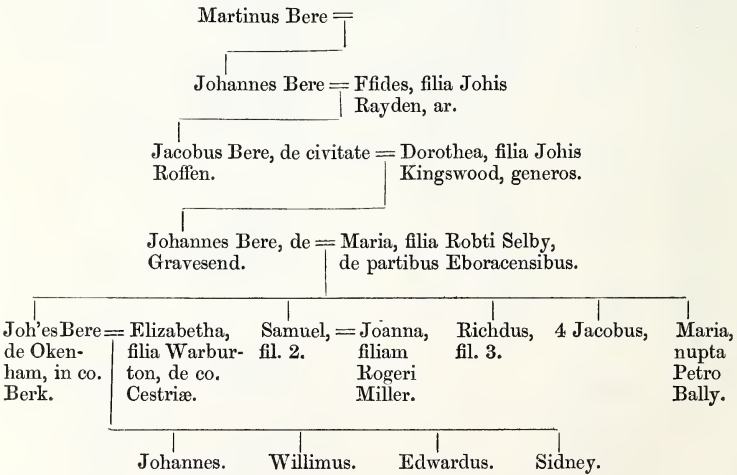 Martinus Bere =
Johannes Bere = Ffides, filia Johis
Rayden, ar.
Jacobus Bere, de civitate = Dorothea, filia Johis
Roffen. Kingswood, generos.
Johannes Bere, de = Maria, filia Robti Selby,
Gravesend. de partibus Eboracensibus.
Joh'es Bere = Elizabetha, Samuel, = Joanna, Richdus, 4 Jacobus, Maria,
de Oken- filia Warbur- fil. 2. filiam fil. 3. nupta
ham, in co. ton, de co. Rogeri Petro
Berk. Cestriæ. Miller. Bally.
Johannes. Willimus. Edwardus. Sidney.